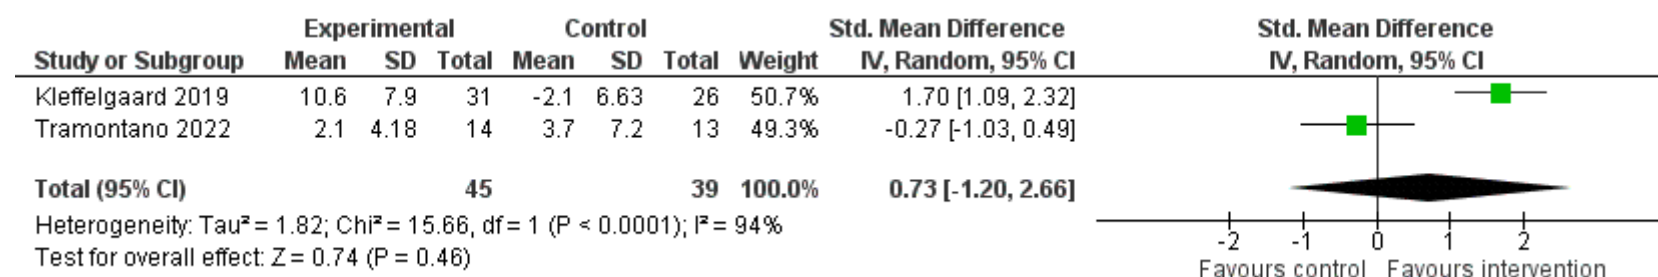 Experimental Control Std. Mean Difference Std. Mean Difference
Study or Subgroup Mean SD Total Mean SD Total Weight IV, Random, 95% CI IV, Random, 95% CI
Kleffelgaard 2019 10.6 7.9 31 -2.1 6.63 26 50.7% 1.70 [1.09, 2.32]
Tramontano 2022 2.1 4.18 14 3.7 7.2 13 49.3% -0.27 [-1.03, 0.49]
Total (95% CI) 45 39 100.0% 0.73 [-1.20, 2.66]
Heterogeneity: Tau² = 1.82; Chi² = 15.66, df = 1 (P < 0.0001); I² = 94%
Test for overall effect: Z = 0.74 (P = 0.46)
-2 -1 0 1 2
Favours control Favours intervention